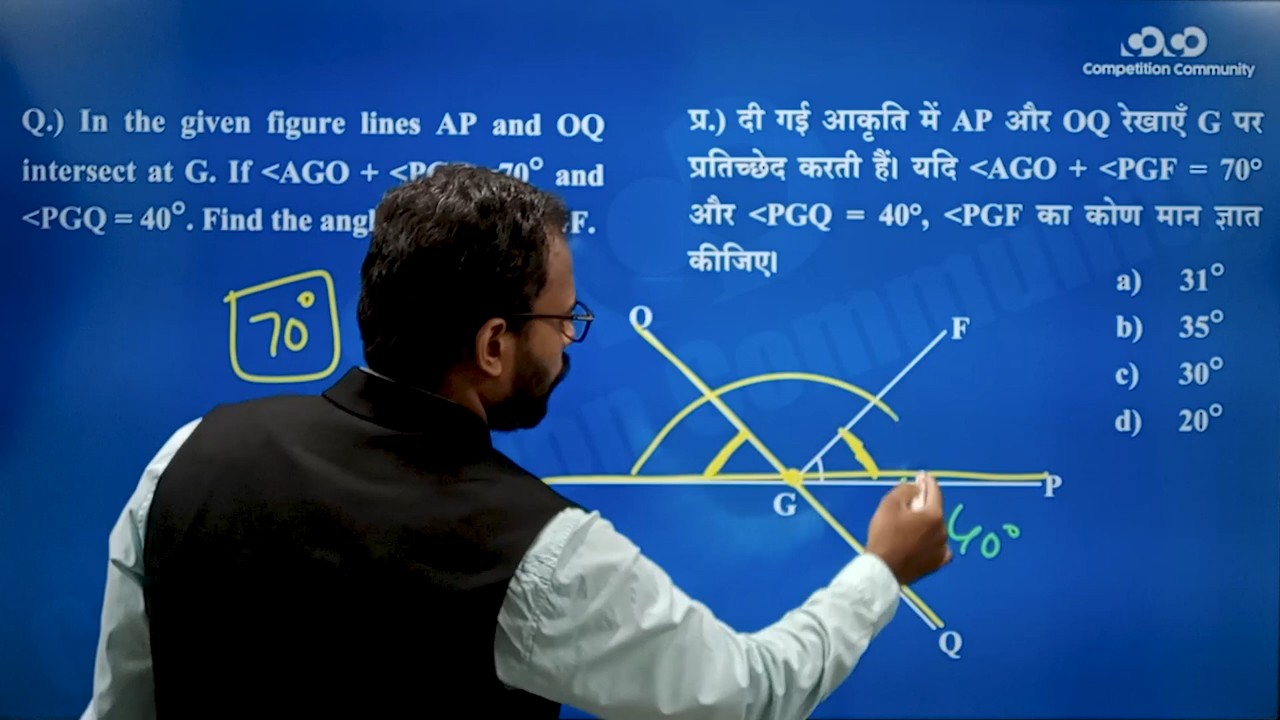 Competition Community
Q.) In the given figure lines AP and OQ
intersect at G. If <AGO + 70° and
<PGQ = 40°. Find the F.
प्र.) दी गई आकृति में AP और OQ रेखाएँ G पर
प्रतिच्छेद करती हैं। यदि <AGO + <PGF = 70°
और <PGQ = 40°, <PGF का कोण मान ज्ञात
कीजिए।
a) 31°
b) 35°
c) 30°
d) 20°
70°
O
F
G
P
40°
Q